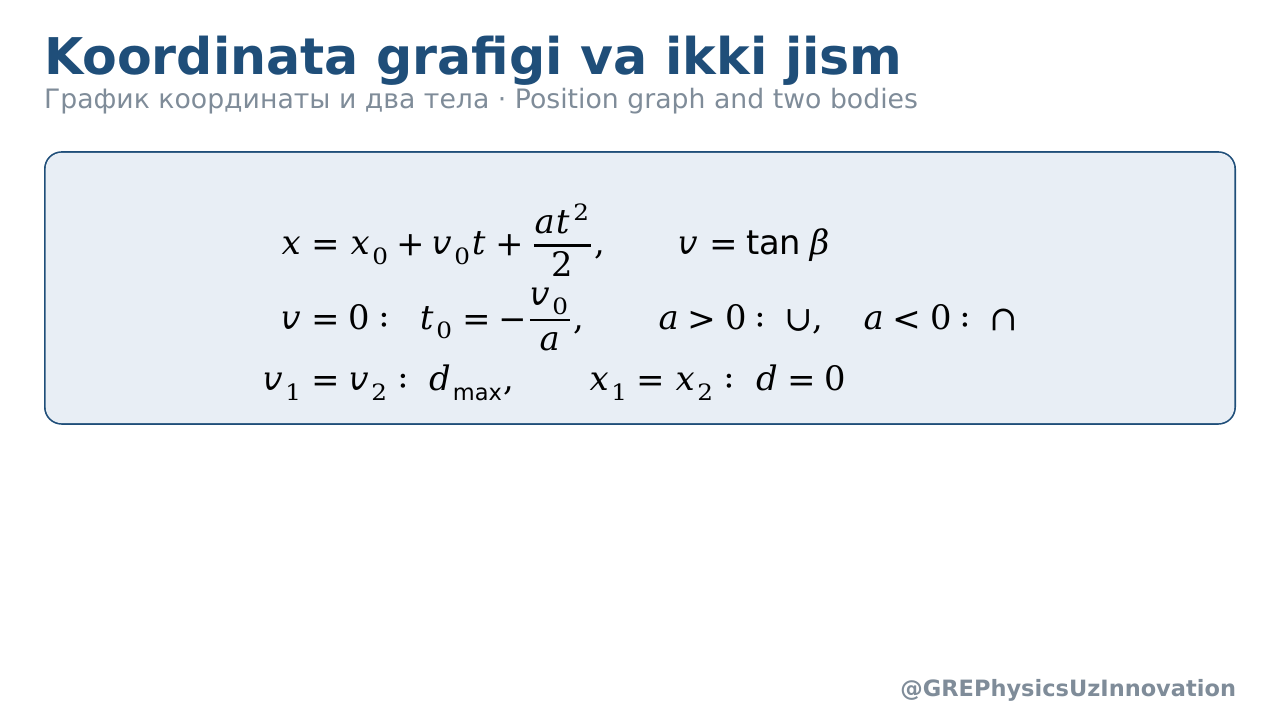 Koordinata grafigi va ikki jism
График координаты и два тела · Position graph and two bodies
x = x₀ + v₀t + at²/2,  v = tan β
v = 0 :  t₀ = −v₀/a,  a > 0 : ∪,  a < 0 : ∩
v₁ = v₂ : d_max,  x₁ = x₂ : d = 0
@GREPhysicsUzInnovation